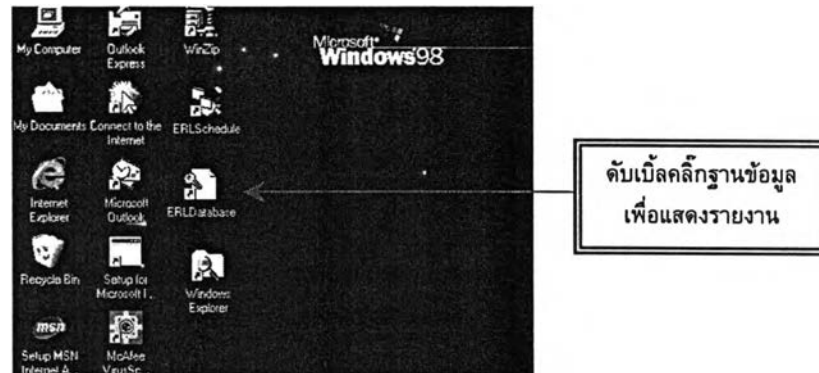 My Computer
Outlook
Express
WinZip
Microsoft
Windows 98
My Documents
Connect to the
Internet
ERLSchedule
Internet
Explorer
Microsoft
Outlook
ERLDatabase
ดับเบิ้ลคลิ๊กฐานข้อมูล
เพื่อแสดงรายงาน
Recycle Bin
Setup for
Microsoft I...
Windows
Explorer
msn
Setup MSN
Internet A...
McAfee
VirusSc...